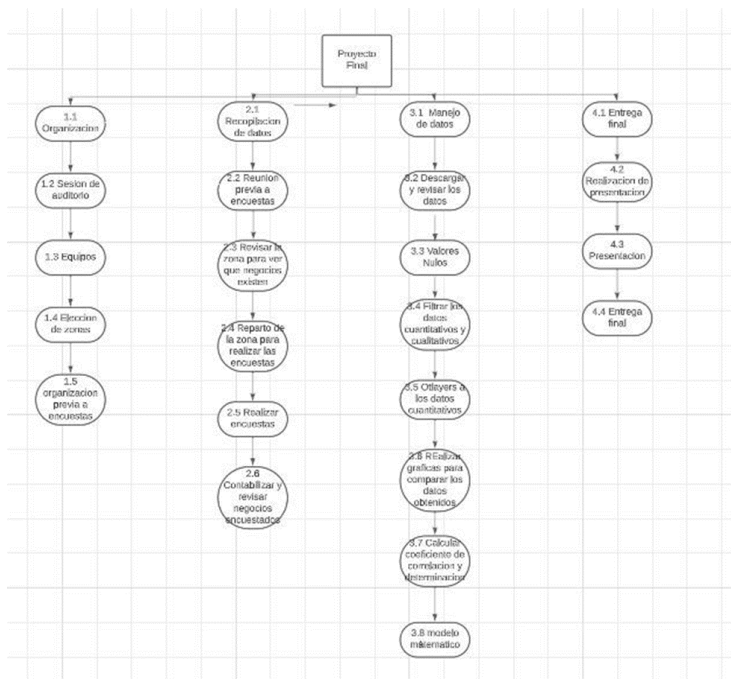 Proyecto
Final
1.1
Organizacion
1.2 Sesion de
auditorio
1.3 Equipos
1.4 Eleccion
de zonas
1.5
organizacion
previa a
encuestas
2.1
Recopilacion
de datos
2.2 Reunion
previa a
encuestas
2.3 Revisar la
zona para ver
que negocios
existen
2.4 Reparto de
la zona para
realizar las
encuestas
2.5 Realizar
encuestas
2.6
Contabilizar y
revisar
negocios
encuestados
3.1 Manejo
de datos
3.2 Descargar
y revisar los
datos
3.3 Valores
Nulos
3.4 Filtrar los
datos
cuantitativos y
cualitativos
3.5 Otlayers a
los datos
cuantitativos
3.6 REalizar
graficas para
comparar los
datos
obtenidos
3.7 Calcular
coeficiente de
correlacion y
determinacion
3.8 modelo
matematico
4.1 Entrega
final
4.2
Realizacion de
presentacion
4.3
Presentacion
4.4 Entrega
final